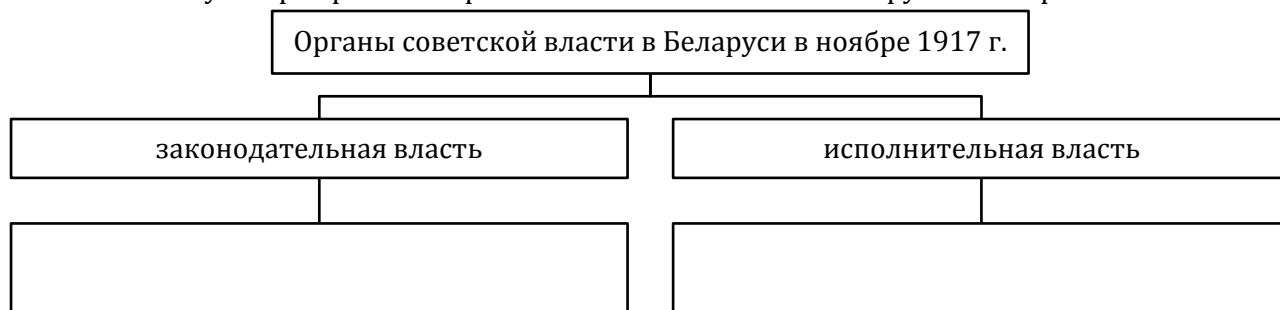 Органы советской власти в Беларуси в ноябре 1917 г.
законодательная власть
исполнительная власть